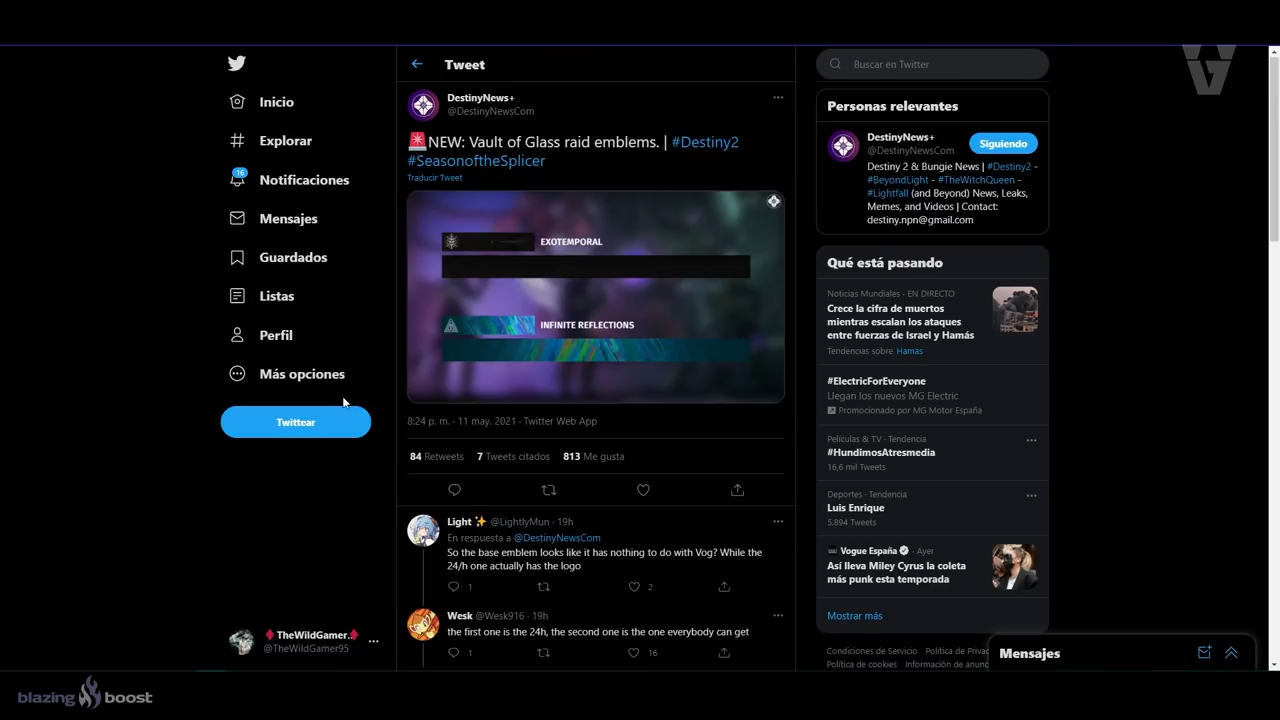 Inicio
Explorar
16
Notificaciones
Mensajes
Guardados
Listas
Perfil
Más opciones
Twittear
♦️TheWildGamer..♦️
@TheWildGamer95
Tweet
DestinyNews+
@DestinyNewsCom
🚨NEW: Vault of Glass raid emblems. | #Destiny2
#SeasonoftheSplicer
Traducir Tweet
EXOTEMPORAL
INFINITE REFLECTIONS
8:24 p. m. · 11 may. 2021 · Twitter Web App
84 Retweets 7 Tweets citados 813 Me gusta
Light ✨ @LightlyMun · 19h
En respuesta a @DestinyNewsCom
So the base emblem looks like it has nothing to do with Vog? While the
24/h one actually has the logo
1 2
Wesk @Wesk916 · 19h
the first one is the 24h, the second one is the one everybody can get
1 16
Buscar en Twitter
Personas relevantes
DestinyNews+
@DestinyNewsCom
Siguiendo
Destiny 2 & Bungie News | #Destiny2 -
#BeyondLight - #TheWitchQueen -
#Lightfall (and Beyond) News, Leaks,
Memes, and Videos | Contact:
destiny.npn@gmail.com
Qué está pasando
Noticias Mundiales · EN DIRECTO
Crece la cifra de muertos
mientras escalan los ataques
entre fuerzas de Israel y Hamás
Tendencias sobre Hamas
#ElectricForEveryone
Llegan los nuevos MG Electric
Promocionado por MG Motor España
Películas & TV · Tendencia
#HundimosAtresmedia
16,6 mil Tweets
Deportes · Tendencia
Luis Enrique
5.894 Tweets
Vogue España · Ayer
Así lleva Miley Cyrus la coleta
más punk esta temporada
Mostrar más
Condiciones de Servicio Política de
Política de cookies Información de
Mensajes
WG
blazing boost